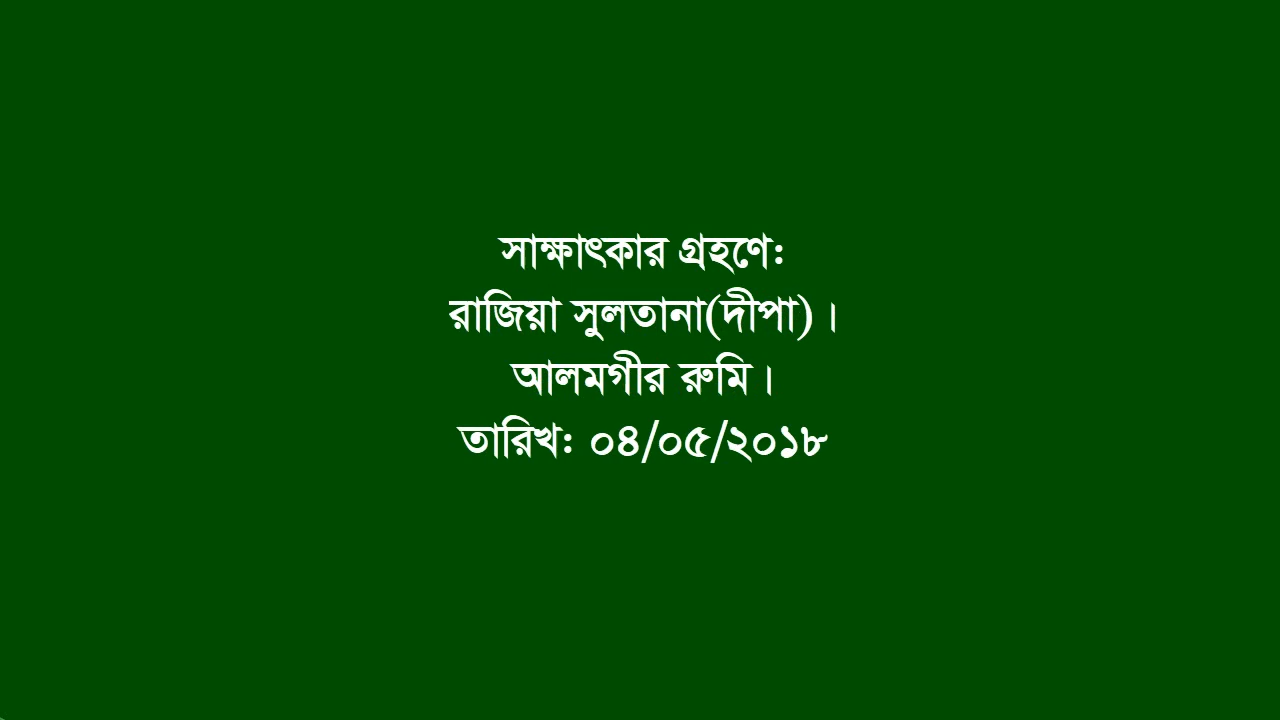 সাক্ষাৎকার গ্রহণে:
রাজিয়া সুলতানা(দীপা)।
আলমগীর রুমি।
তারিখ: ০৪/০৫/২০১৮